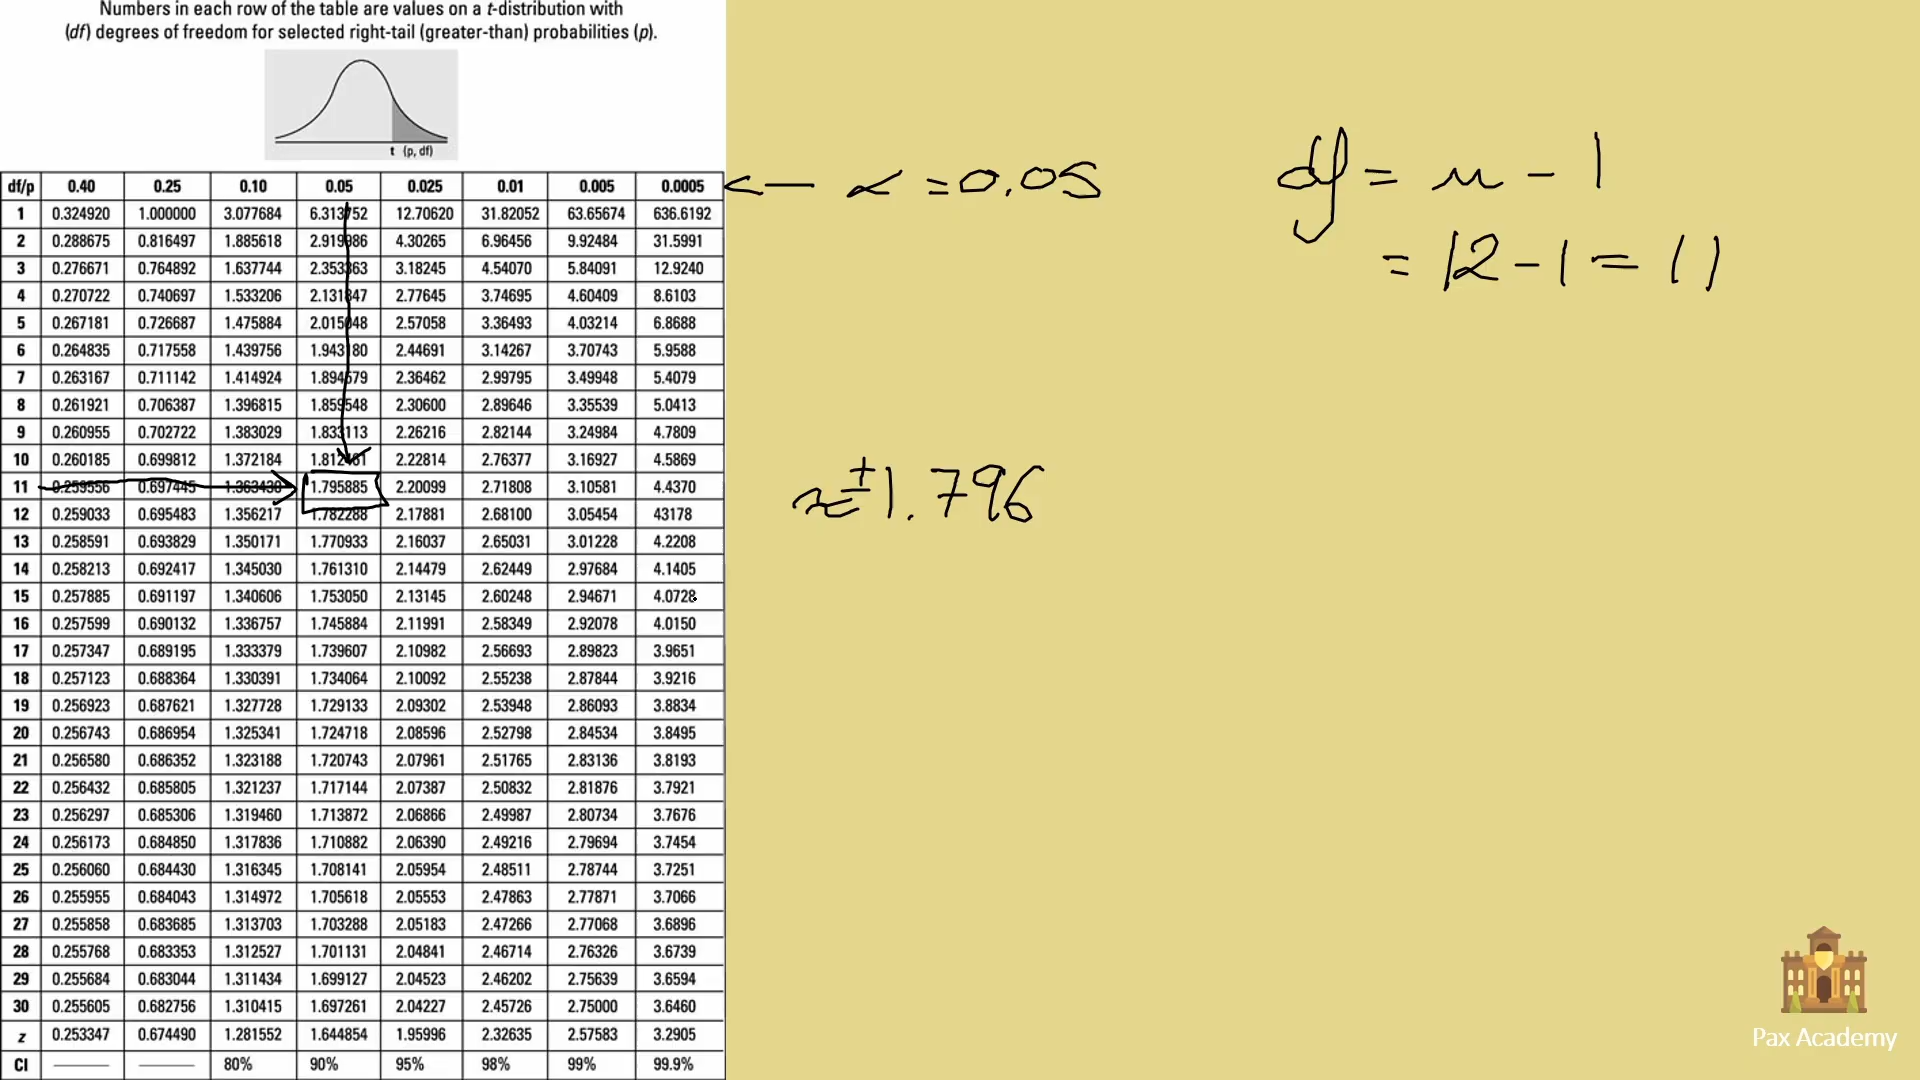 Numbers in each row of the table are values on a t-distribution with
(df) degrees of freedom for selected right-tail (greater-than) probabilities (p).
t (p, df)
df/p 0.40 0.25 0.10 0.05 0.025 0.01 0.005 0.0005
1 0.324920 1.000000 3.077684 6.313752 12.70620 31.82052 63.65674 636.6192
2 0.288675 0.816497 1.885618 2.919986 4.30265 6.96456 9.92484 31.5991
3 0.276671 0.764892 1.637744 2.353363 3.18245 4.54070 5.84091 12.9240
4 0.270722 0.740697 1.533206 2.131847 2.77645 3.74695 4.60409 8.6103
5 0.267181 0.726687 1.475884 2.015048 2.57058 3.36493 4.03214 6.8688
6 0.264835 0.717558 1.439756 1.943180 2.44691 3.14267 3.70743 5.9588
7 0.263167 0.711142 1.414924 1.894579 2.36462 2.99795 3.49948 5.4079
8 0.261921 0.706387 1.396815 1.859548 2.30600 2.89646 3.35539 5.0413
9 0.260955 0.702722 1.383029 1.833113 2.26216 2.82144 3.24984 4.7809
10 0.260185 0.699812 1.372184 1.812461 2.22814 2.76377 3.16927 4.5869
11 0.259556 0.697445 1.363430 1.795885 2.20099 2.71808 3.10581 4.4370
12 0.259033 0.695483 1.356217 1.782288 2.17881 2.68100 3.05454 43178
13 0.258591 0.693829 1.350171 1.770933 2.16037 2.65031 3.01228 4.2208
14 0.258213 0.692417 1.345030 1.761310 2.14479 2.62449 2.97684 4.1405
15 0.257885 0.691197 1.340606 1.753050 2.13145 2.60248 2.94671 4.0728
16 0.257599 0.690132 1.336757 1.745884 2.11991 2.58349 2.92078 4.0150
17 0.257347 0.689195 1.333379 1.739607 2.10982 2.56693 2.89823 3.9651
18 0.257123 0.688364 1.330391 1.734064 2.10092 2.55238 2.87844 3.9216
19 0.256923 0.687621 1.327728 1.729133 2.09302 2.53948 2.86093 3.8834
20 0.256743 0.686954 1.325341 1.724718 2.08596 2.52798 2.84534 3.8495
21 0.256580 0.686352 1.323188 1.720743 2.07961 2.51765 2.83136 3.8193
22 0.256432 0.685805 1.321237 1.717144 2.07387 2.50832 2.81876 3.7921
23 0.256297 0.685306 1.319460 1.713872 2.06866 2.49987 2.80734 3.7676
24 0.256173 0.684850 1.317836 1.710882 2.06390 2.49216 2.79694 3.7454
25 0.256060 0.684430 1.316345 1.708141 2.05954 2.48511 2.78744 3.7251
26 0.255955 0.684043 1.314972 1.705618 2.05553 2.47863 2.77871 3.7066
27 0.255858 0.683685 1.313703 1.703288 2.05183 2.47266 2.77068 3.6896
28 0.255768 0.683353 1.312527 1.701131 2.04841 2.46714 2.76326 3.6739
29 0.255684 0.683044 1.311434 1.699127 2.04523 2.46202 2.75639 3.6594
30 0.255605 0.682756 1.310415 1.697261 2.04227 2.45726 2.75000 3.6460
z 0.253347 0.674490 1.281552 1.644854 1.95996 2.32635 2.57583 3.2905
CI 80% 90% 95% 98% 99% 99.9%
← α = 0.05
df = n - 1
= 12 - 1 = 11
≈ ±1.796
Pax Academy